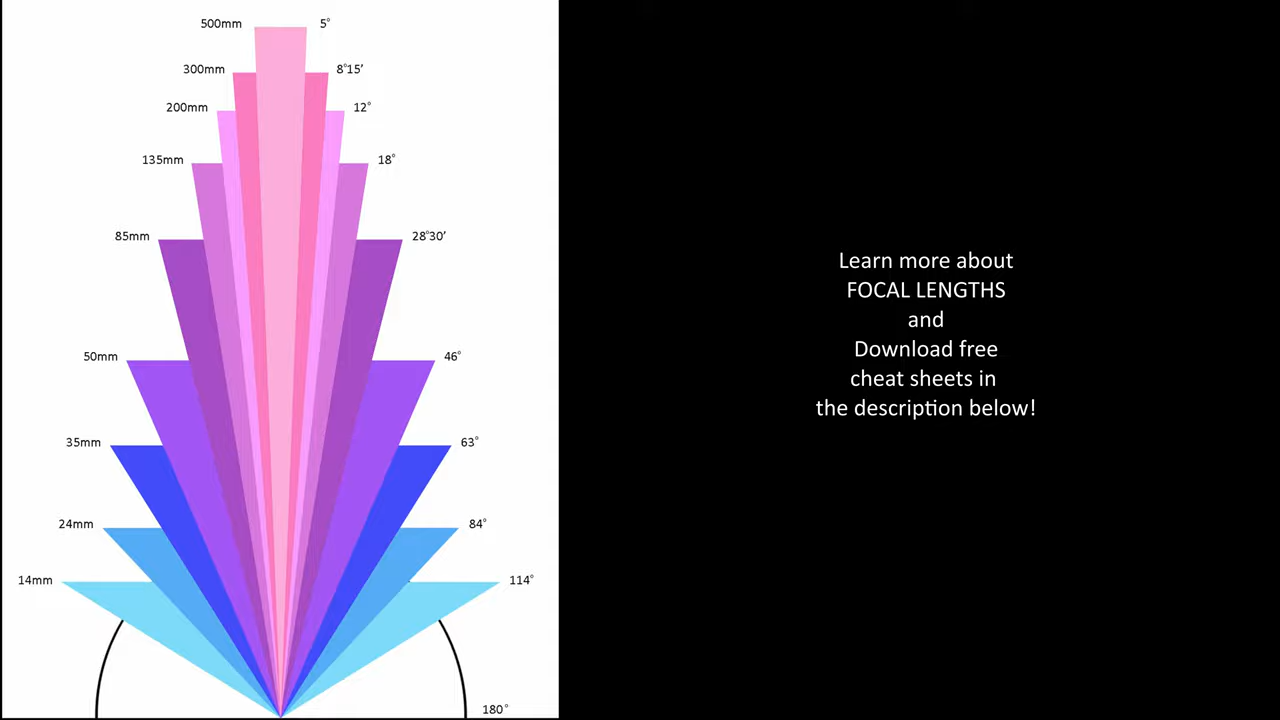 500mm 5°
300mm 8°15'
200mm 12°
135mm 18°
85mm 28°30'
50mm 46°
35mm 63°
24mm 84°
14mm 114°
180°
Learn more about
FOCAL LENGTHS
and
Download free
cheat sheets in
the description below!